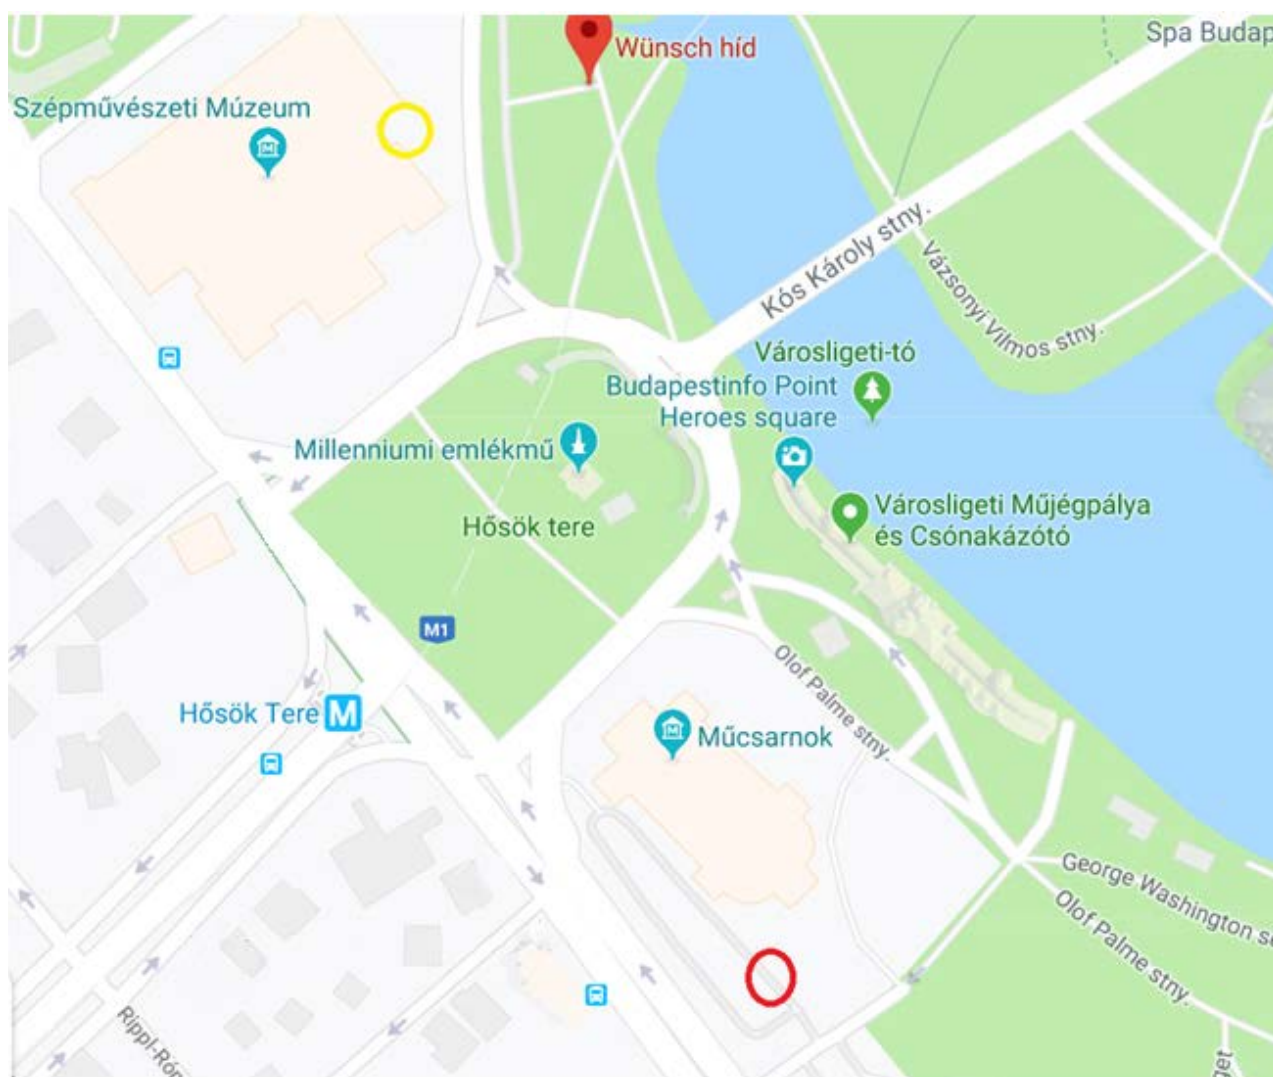 Wünsch híd
Spa Budap
Szépművészeti Múzeum
Kós Károly stny.
Vázsonyi Vilmos stny.
Városligeti-tó
Budapestinfo Point
Heroes square
Millenniumi emlékmű
Városligeti Műjégpálya
és Csónakázótó
Hősök tere
M1
Olof Palme stny.
Hősök Tere M
Műcsarnok
George Washington s
Olof Palme stny.
Rippl-Rón
get